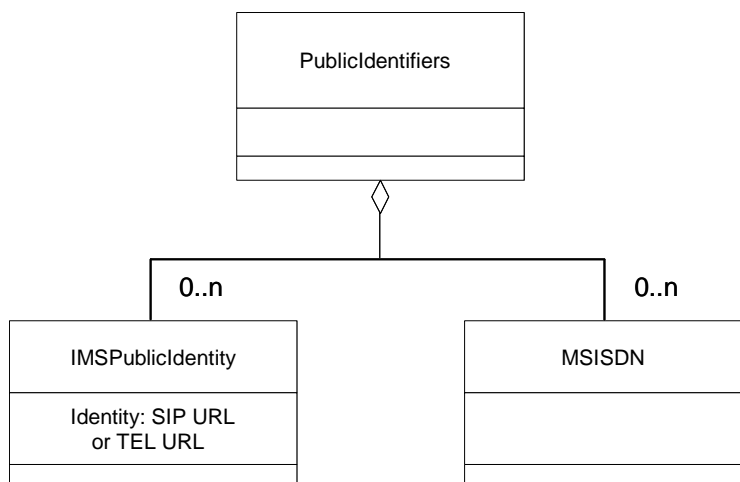 PublicIdentifiers
0..n
0..n
IMSPublicIdentity
MSISDN
Identity: SIP URL
or TEL URL